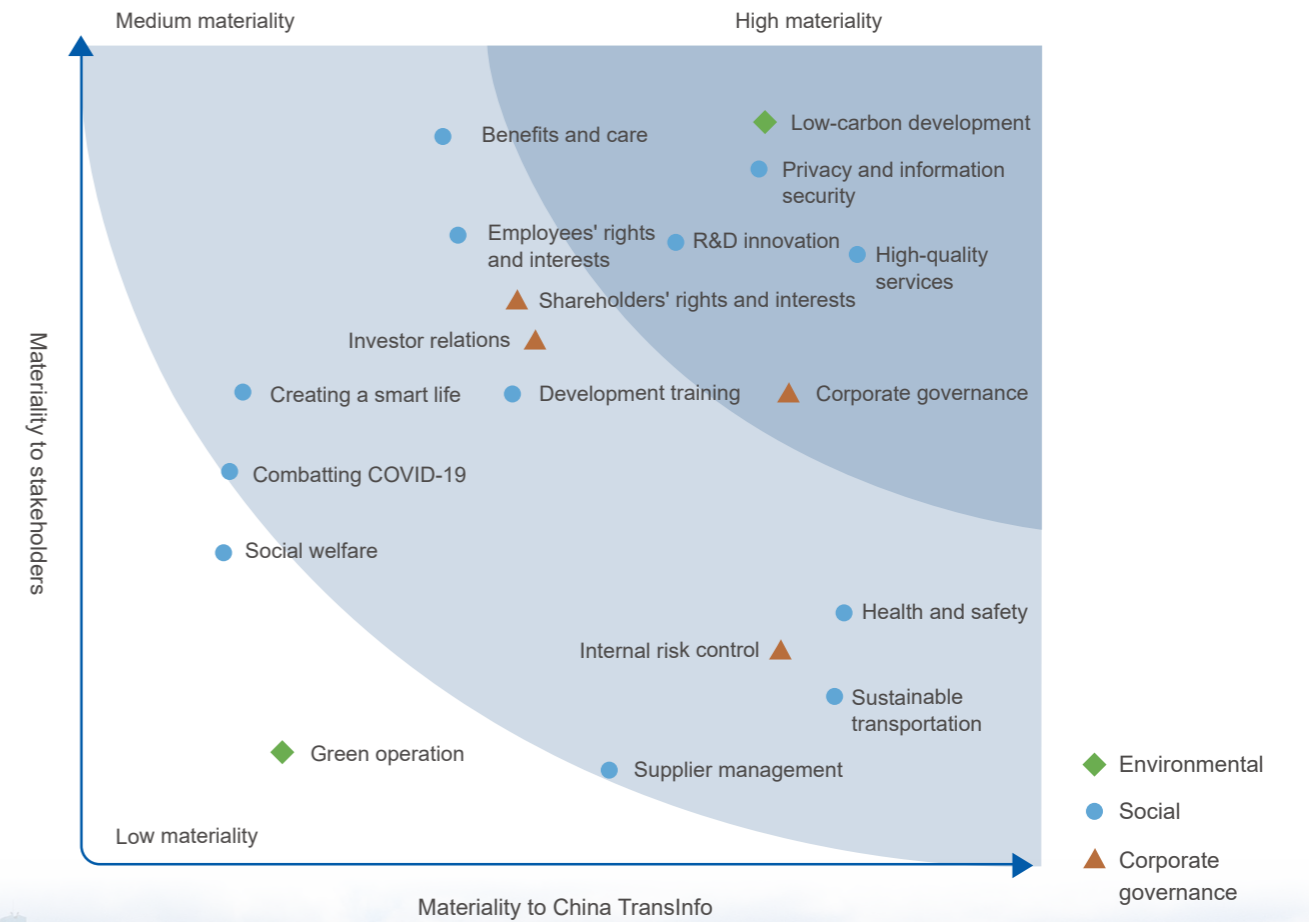 Medium materiality
High materiality
Low-carbon development
Benefits and care
Privacy and information
security
Employees' rights
and interests
R&D innovation
High-quality
services
Shareholders' rights and interests
Investor relations
Creating a smart life
Development training
Corporate governance
Materiality to stakeholders
Combatting COVID-19
Social welfare
Health and safety
Internal risk control
Sustainable
transportation
Green operation
Supplier management
Low materiality
Materiality to China TransInfo
Environmental
Social
Corporate
governance